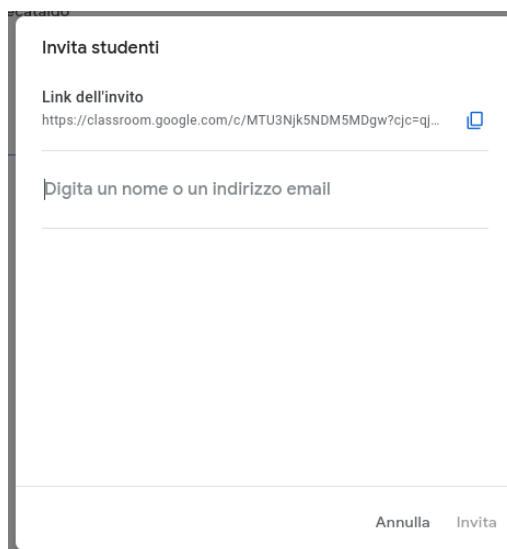 Invita studenti
Link dell'invito
https://classroom.google.com/c/MTU3Njk5NDM5MDgw?cjc=qj...
Digita un nome o un indirizzo email
Annulla Invita